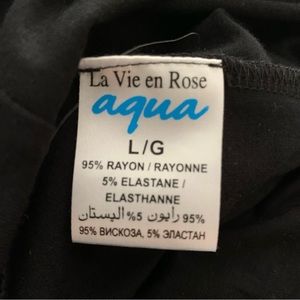 La Vie en Rose
aqua
L/G
95% RAYON / RAYONNE
5% ELASTANE /
ELASTHANNE
95% رايون 5% اليستان
95% ВИСКОЗА, 5% ЭЛАСТАН